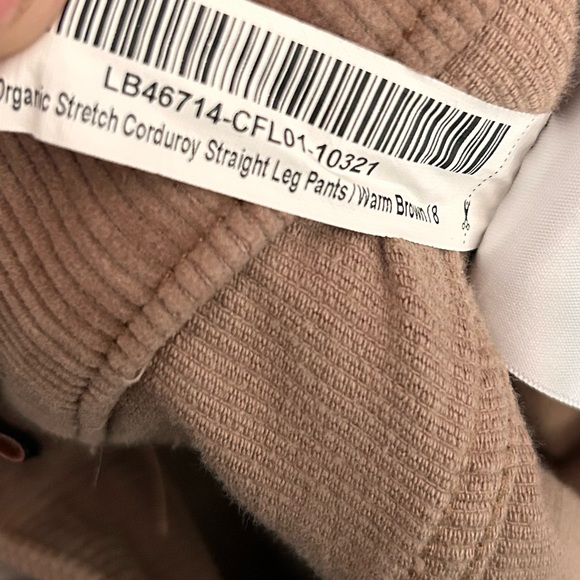 LB46714-CFL01-10321
Organic Stretch Corduroy Straight Leg Pants / Warm Brown / 8